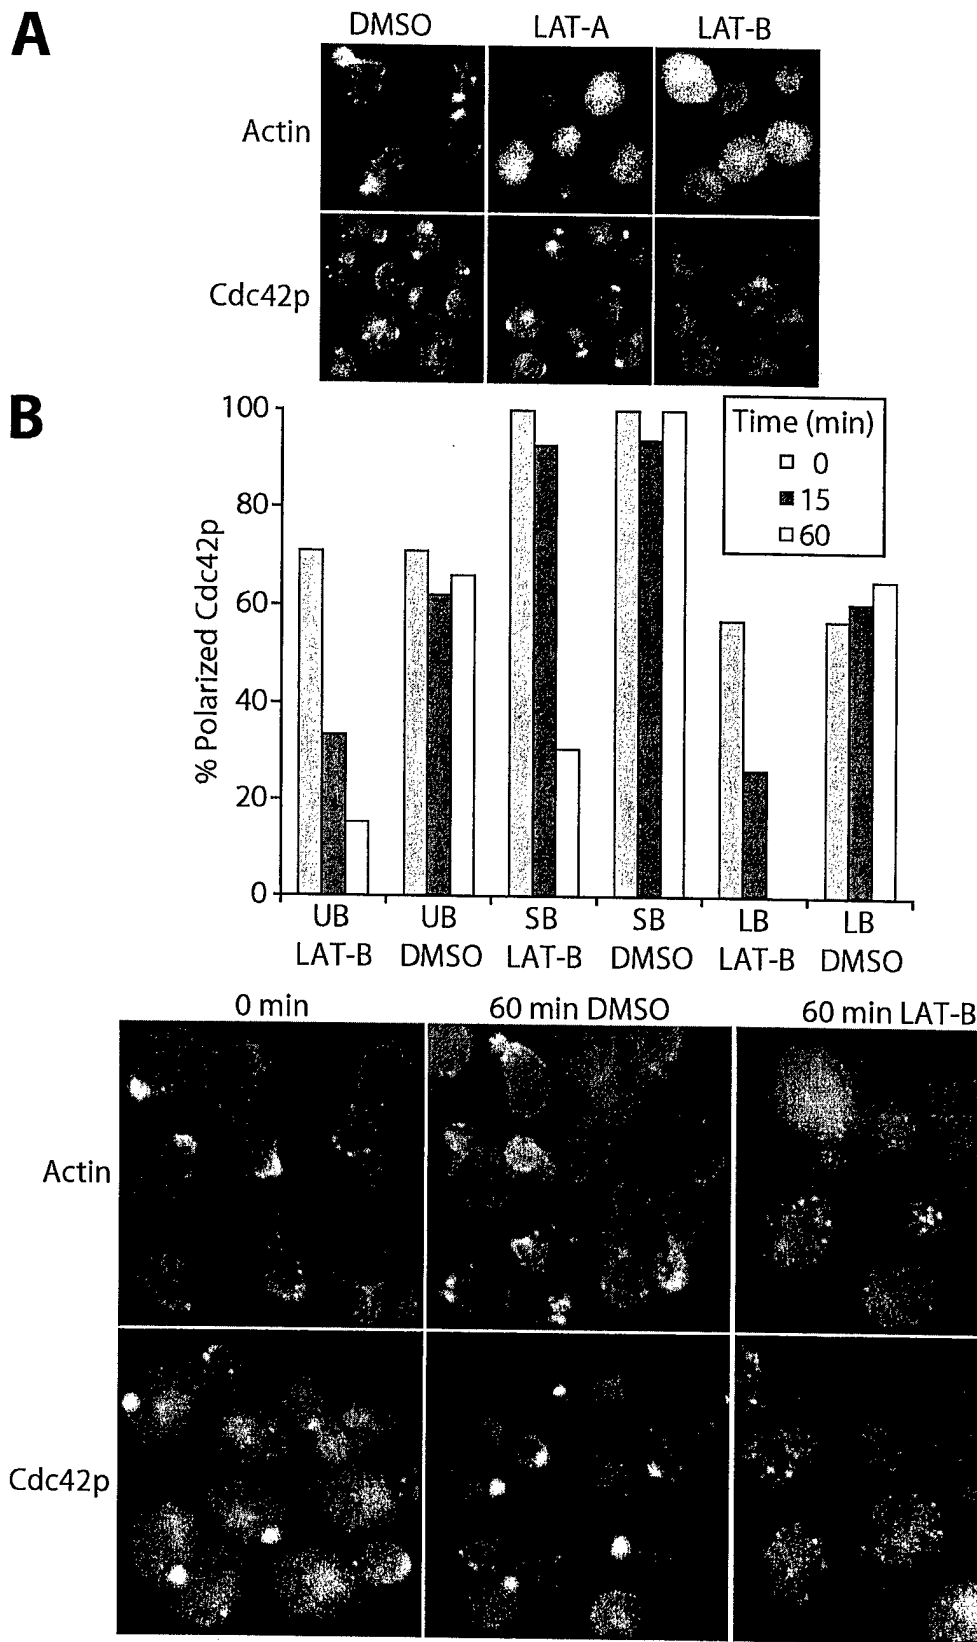 A
DMSO LAT-A LAT-B
Actin
Cdc42p
B
% Polarized Cdc42p
100
80
60
40
20
0
Time (min)
0
15
60
UB UB SB SB LB LB
LAT-B DMSO LAT-B DMSO LAT-B DMSO
0 min 60 min DMSO 60 min LAT-B
Actin
Cdc42p